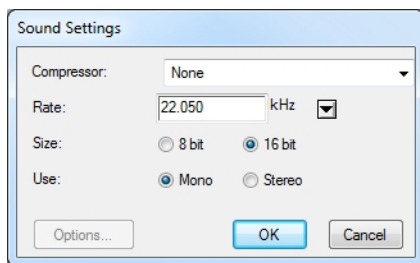 Sound Settings
Compressor: None
Rate: 22.050 kHz
Size: 8 bit 16 bit
Use: Mono Stereo
Options... OK Cancel